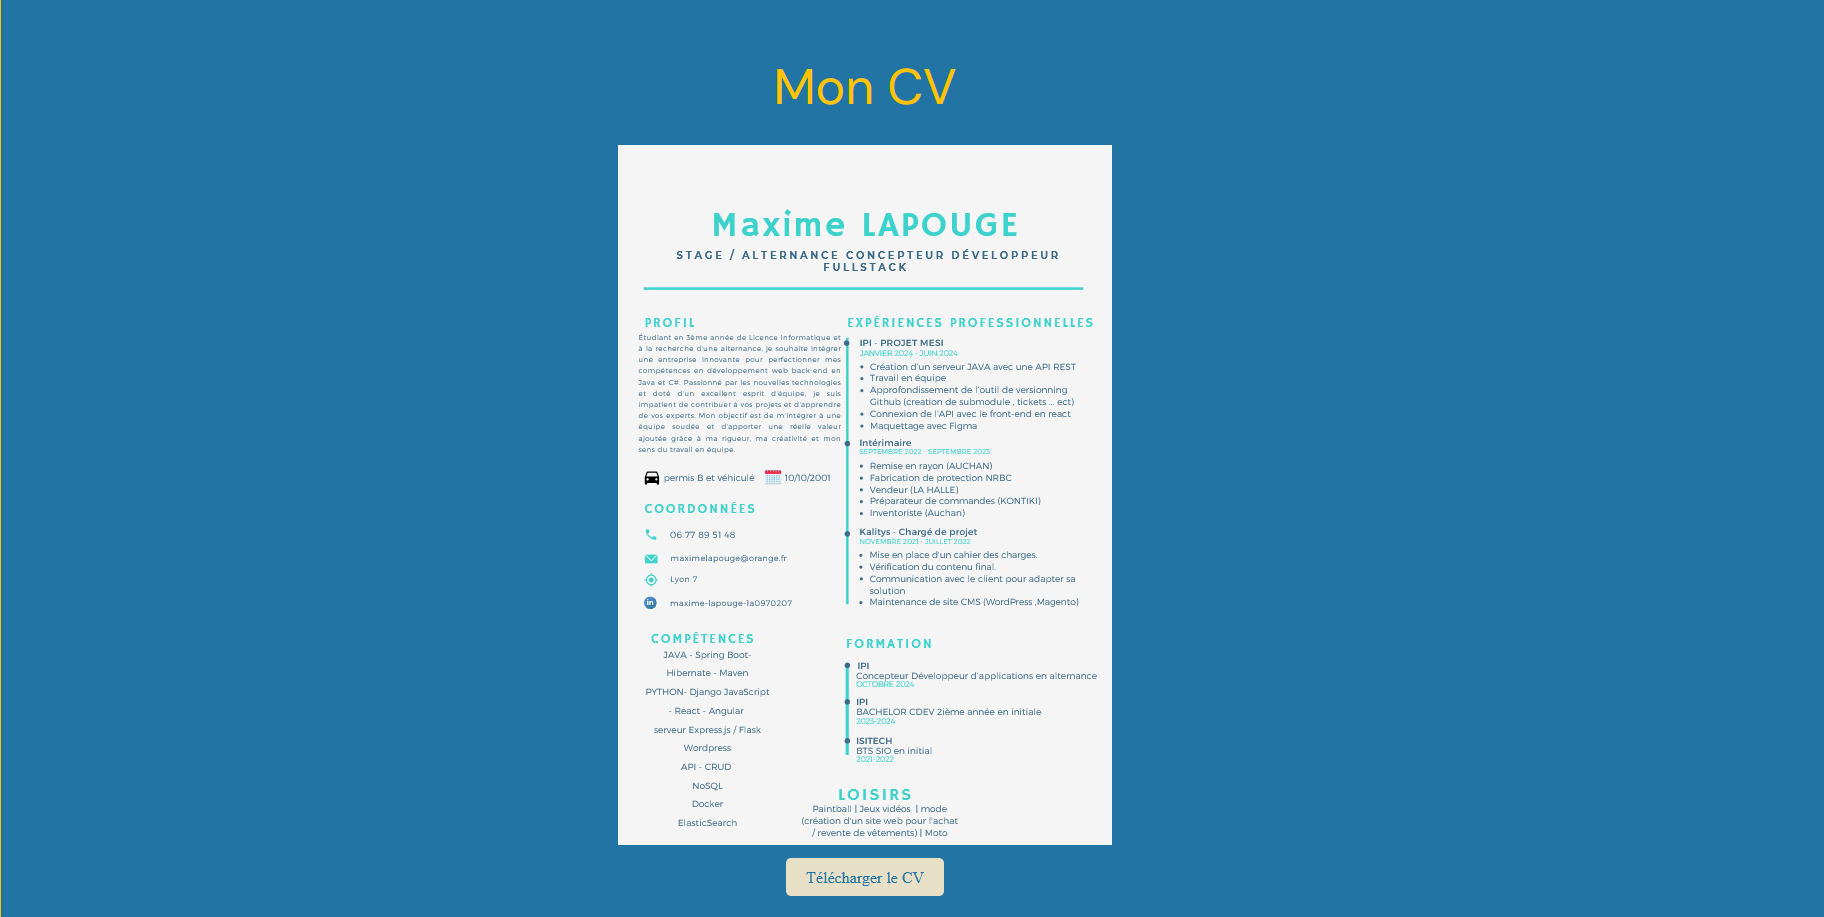 Mon CV
Maxime LAPOUGE
STAGE / ALTERNANCE CONCEPTEUR DÉVELOPPEUR
FULLSTACK
PROFIL
Étudiant en 3ème année de Licence Informatique et
à la recherche d'une alternance, je souhaite intégrer
une entreprise innovante pour perfectionner mes
compétences en développement web back-end en
Java et C#. Passionné par les nouvelles technologies
et doté d'un excellent esprit d'équipe, je suis
impatient de contribuer à vos projets et d'apprendre
de vos experts. Mon objectif est de m'intégrer à une
équipe soudée et d'apporter une réelle valeur
ajoutée grâce à ma rigueur, ma créativité et mon
sens du travail en équipe.
permis B et véhiculé
10/10/2001
COORDONNÉES
06 77 89 51 48
maximelapouge@orange.fr
Lyon 7
in
maxime-lapouge-1a0970207
COMPÉTENCES
JAVA - Spring Boot-
Hibernate - Maven
PYTHON- Django JavaScript
- React - Angular
serveur Express.js / Flask
Wordpress
API - CRUD
NoSQL
Docker
ElasticSearch
EXPÉRIENCES PROFESSIONNELLES
IPI - PROJET MESI
JANVIER 2024 - JUIN 2024
• Création d'un serveur JAVA avec une API REST
• Travail en équipe
• Approfondissement de l'outil de versionning
Github (creation de submodule , tickets ... ect)
• Connexion de l'API avec le front-end en react
• Maquettage avec Figma
Intérimaire
SEPTEMBRE 2022 - SEPTEMBRE 2023
• Remise en rayon (AUCHAN)
• Fabrication de protection NRBC
• Vendeur (LA HALLE)
• Préparateur de commandes (KONTIKI)
• Inventoriste (Auchan)
Kalitys - Chargé de projet
NOVEMBRE 2021 - JUILLET 2022
• Mise en place d'un cahier des charges.
• Vérification du contenu final.
• Communication avec le client pour adapter sa
solution
• Maintenance de site CMS (WordPress ,Magento)
FORMATION
IPI
Concepteur Développeur d'applications en alternance
OCTOBRE 2024
IPI
BACHELOR CDEV 2ième année en initiale
2023-2024
ISITECH
BTS SIO en initial
2021-2022
LOISIRS
Paintball | Jeux vidéos | mode
(création d'un site web pour l'achat
/ revente de vêtements) | Moto
Télécharger le CV